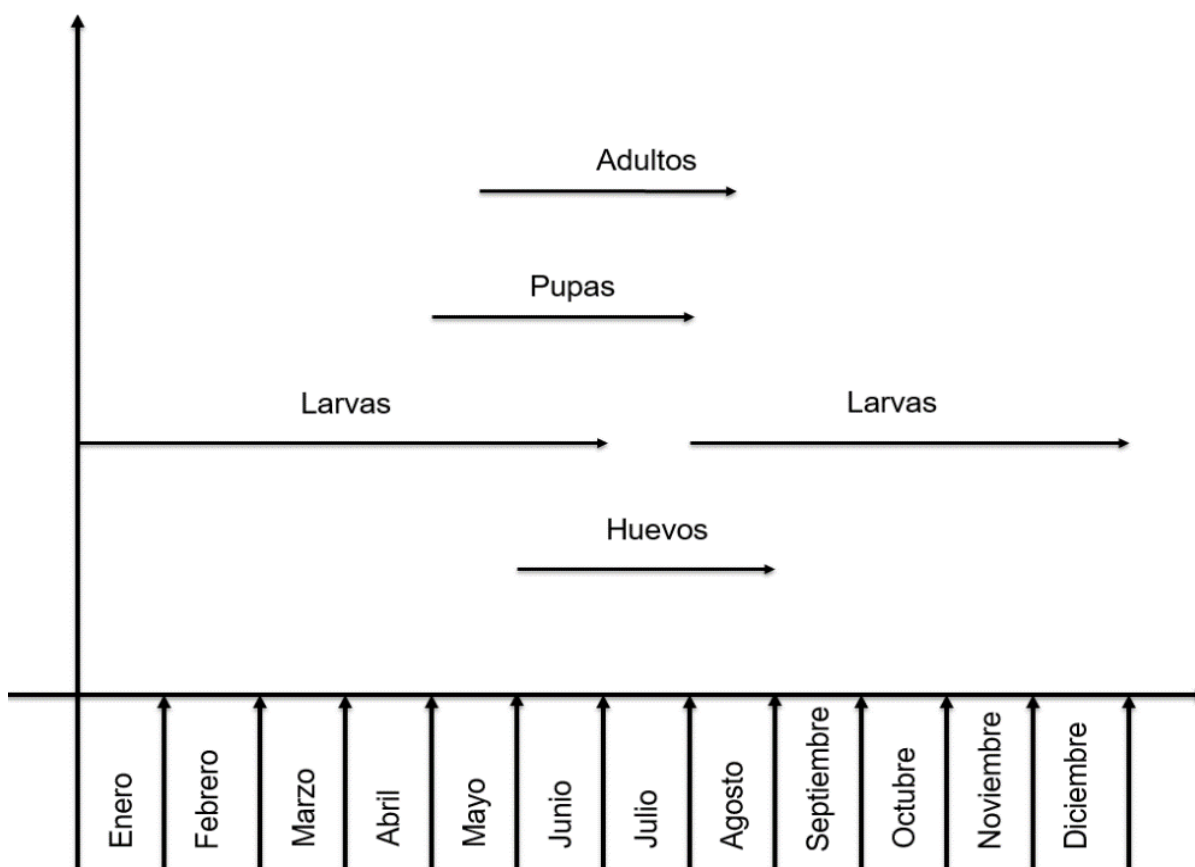 Adultos
Pupas
Larvas
Larvas
Huevos
Enero
Febrero
Marzo
Abril
Mayo
Junio
Julio
Agosto
Septiembre
Octubre
Noviembre
Diciembre